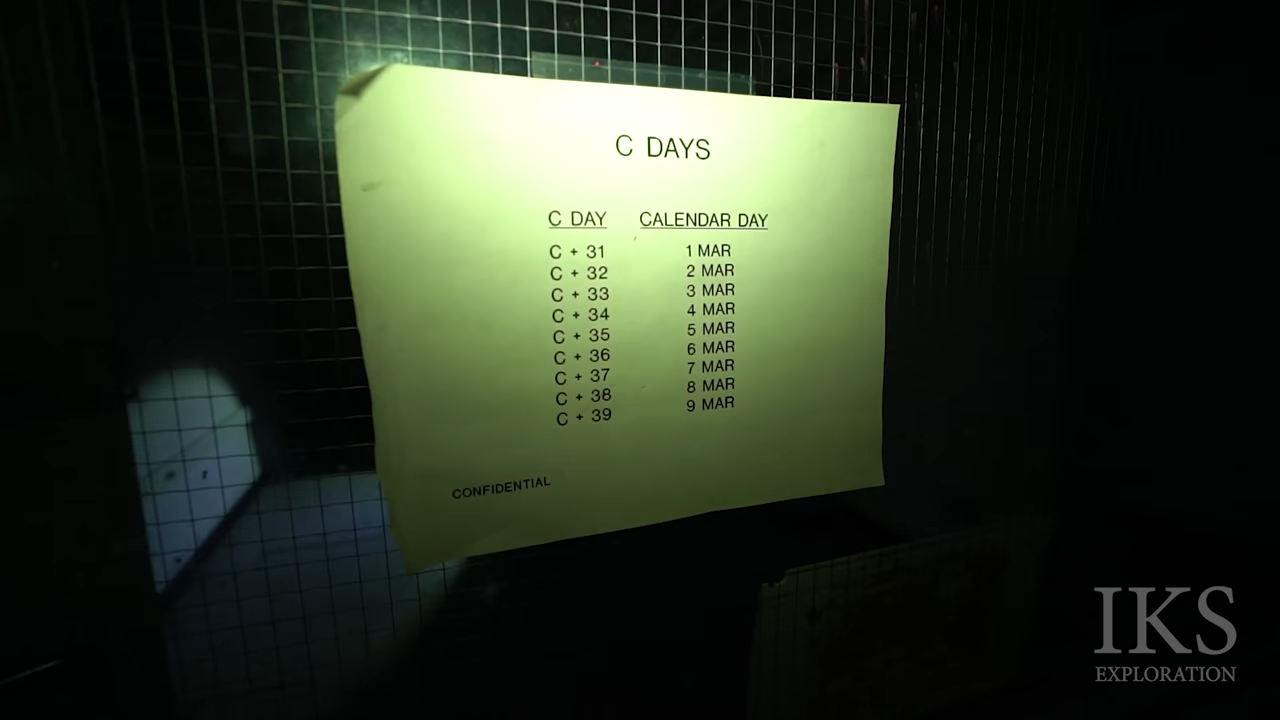 C DAYS
C DAY CALENDAR DAY
C + 31 1 MAR
C + 32 2 MAR
C + 33 3 MAR
C + 34 4 MAR
C + 35 5 MAR
C + 36 6 MAR
C + 37 7 MAR
C + 38 8 MAR
C + 39 9 MAR
CONFIDENTIAL
IKS
EXPLORATION